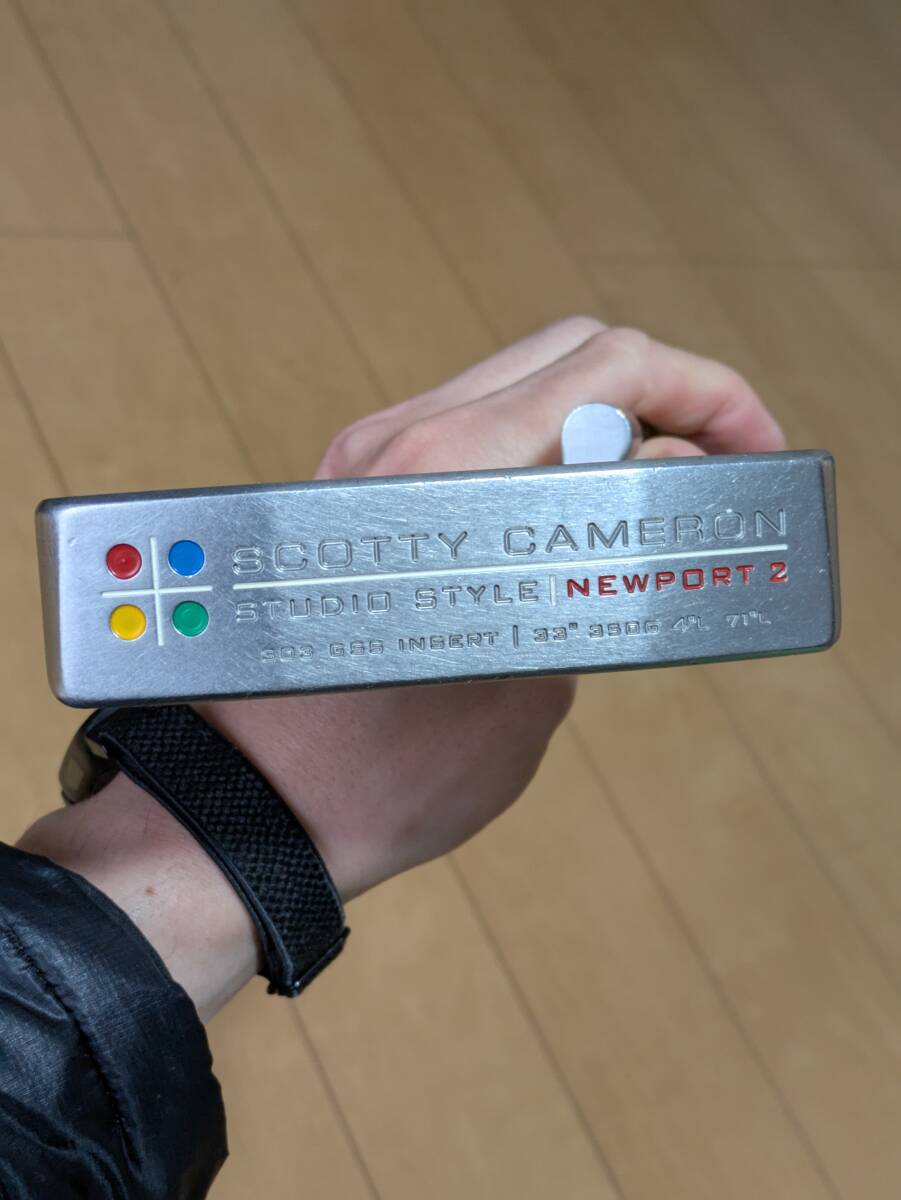 SCOTTY CAMERON
STUDIO STYLE | NEWPORT 2
303 GSS INSERT | 33" 350G 4°L 71°L